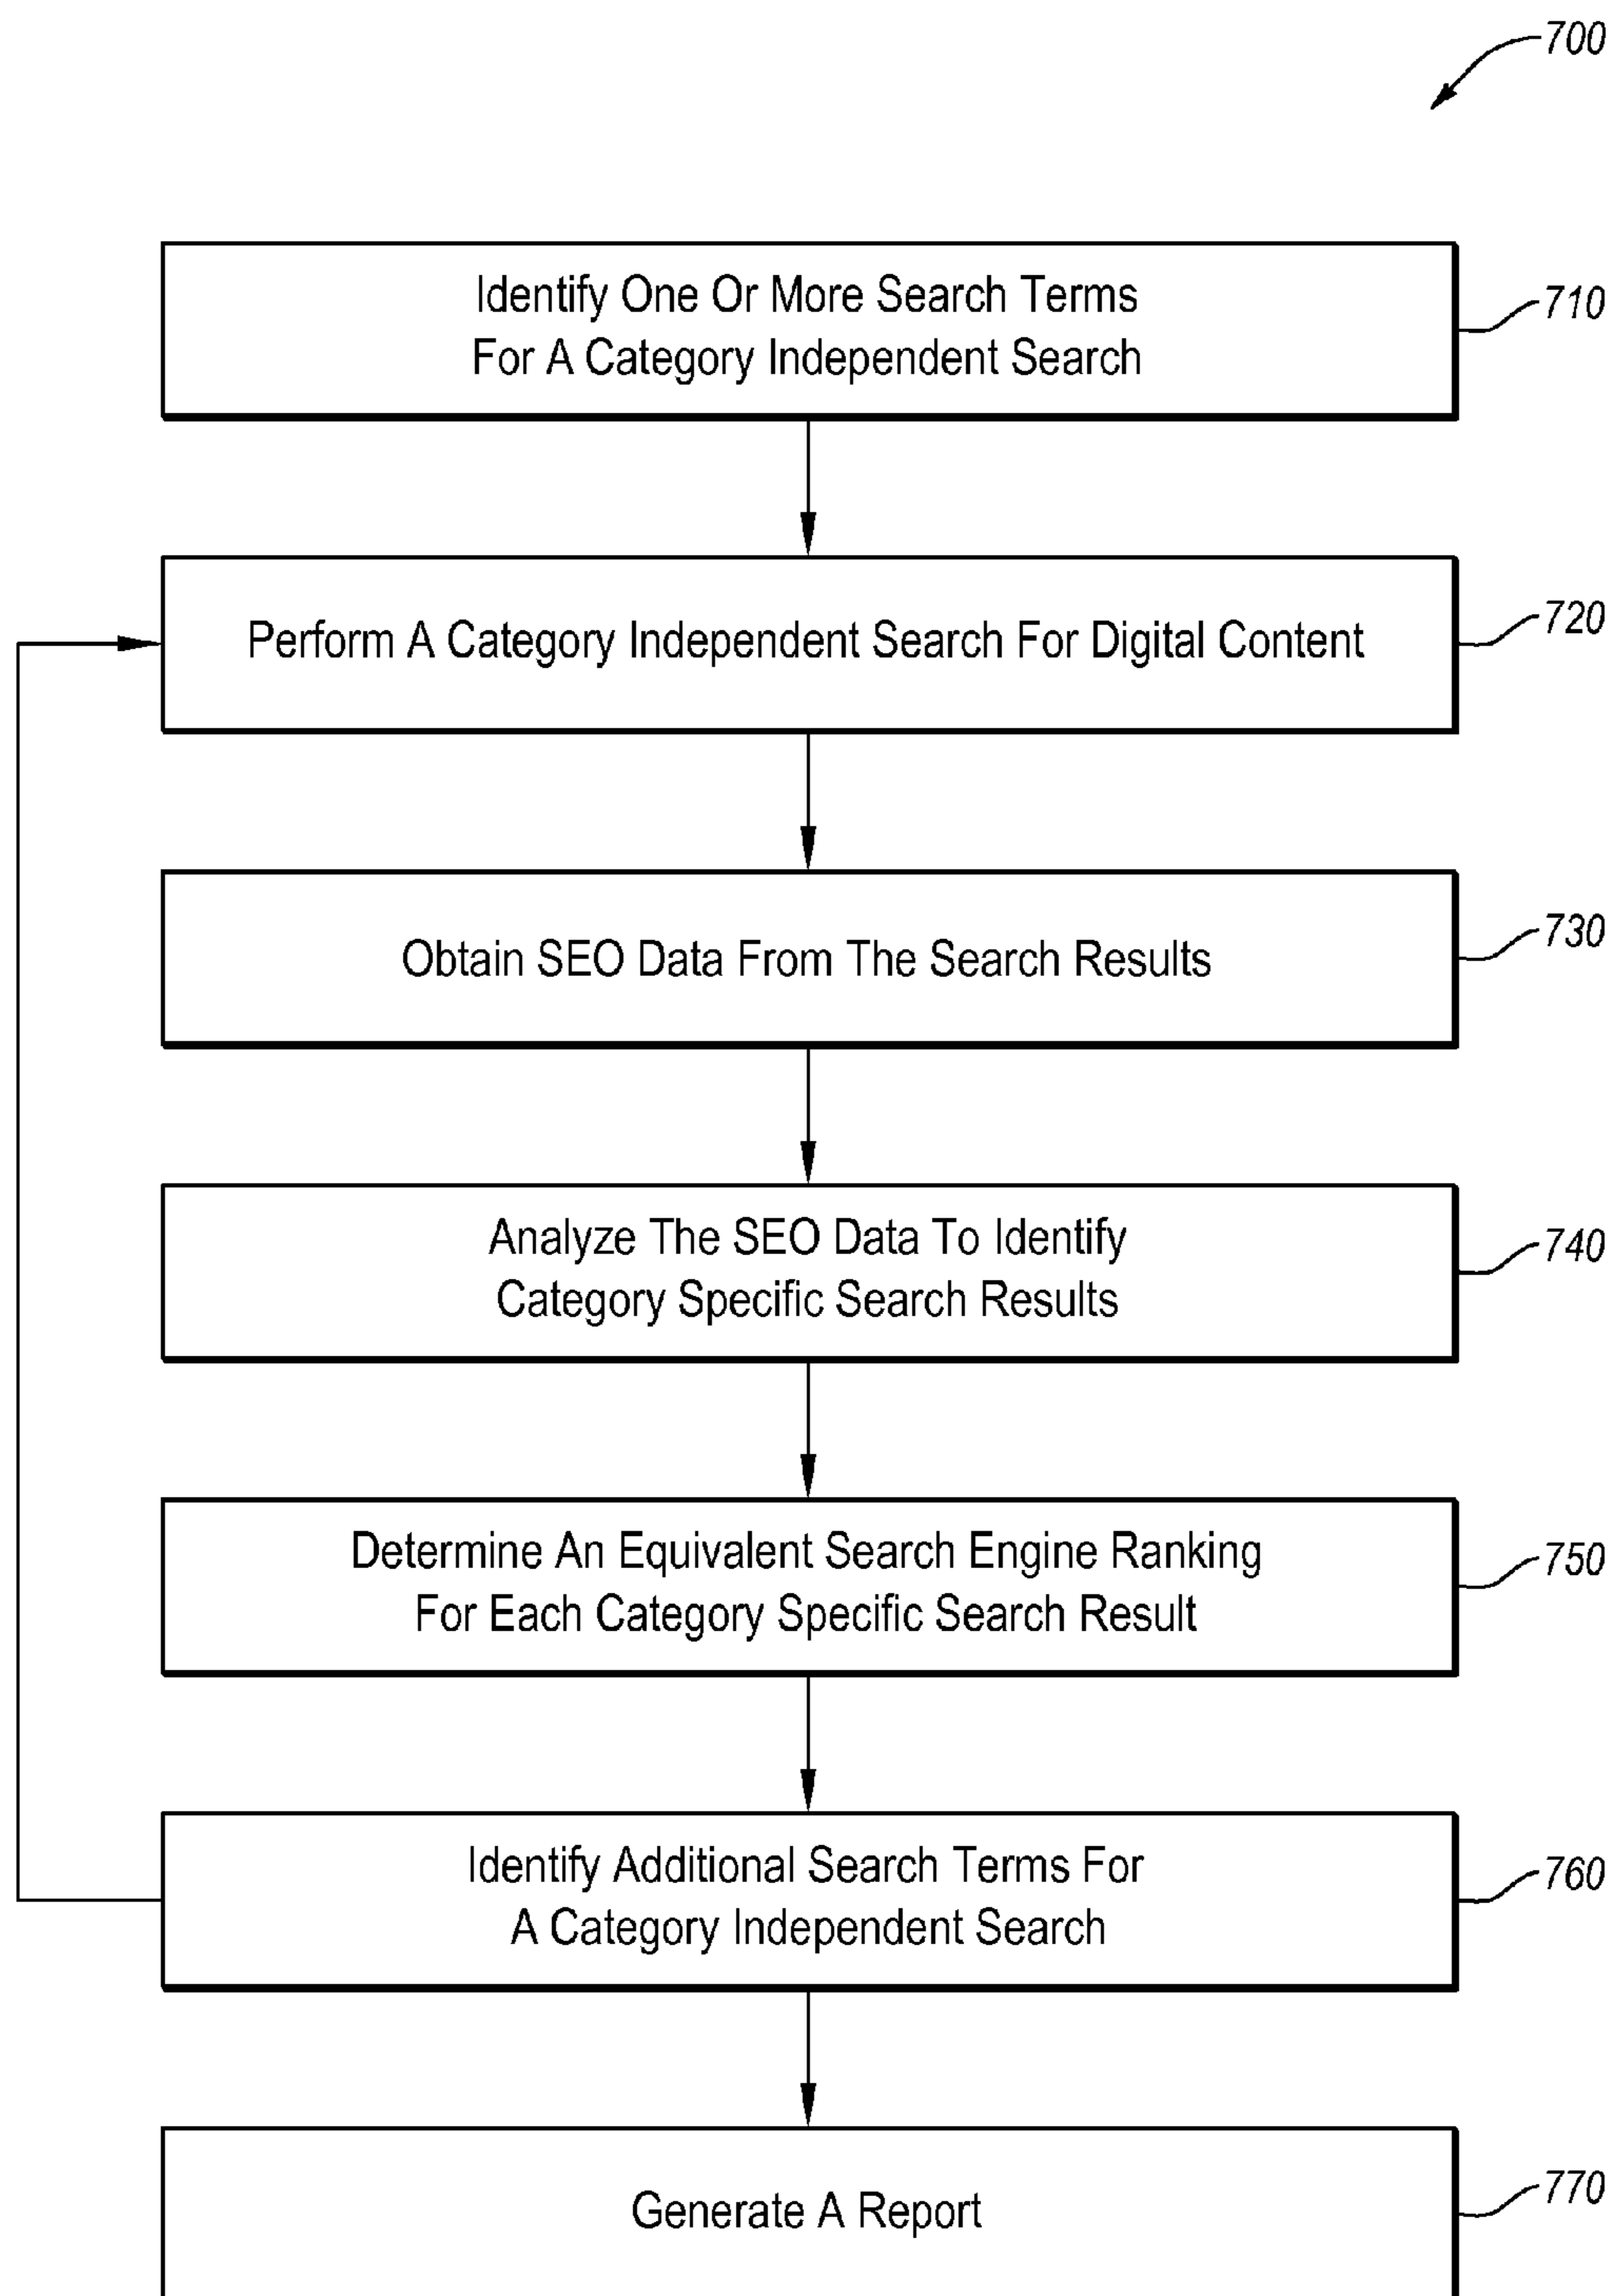 700
Identify One Or More Search Terms
For A Category Independent Search
710
Perform A Category Independent Search For Digital Content
720
Obtain SEO Data From The Search Results
730
Analyze The SEO Data To Identify
Category Specific Search Results
740
Determine An Equivalent Search Engine Ranking
For Each Category Specific Search Result
750
Identify Additional Search Terms For
A Category Independent Search
760
Generate A Report
770